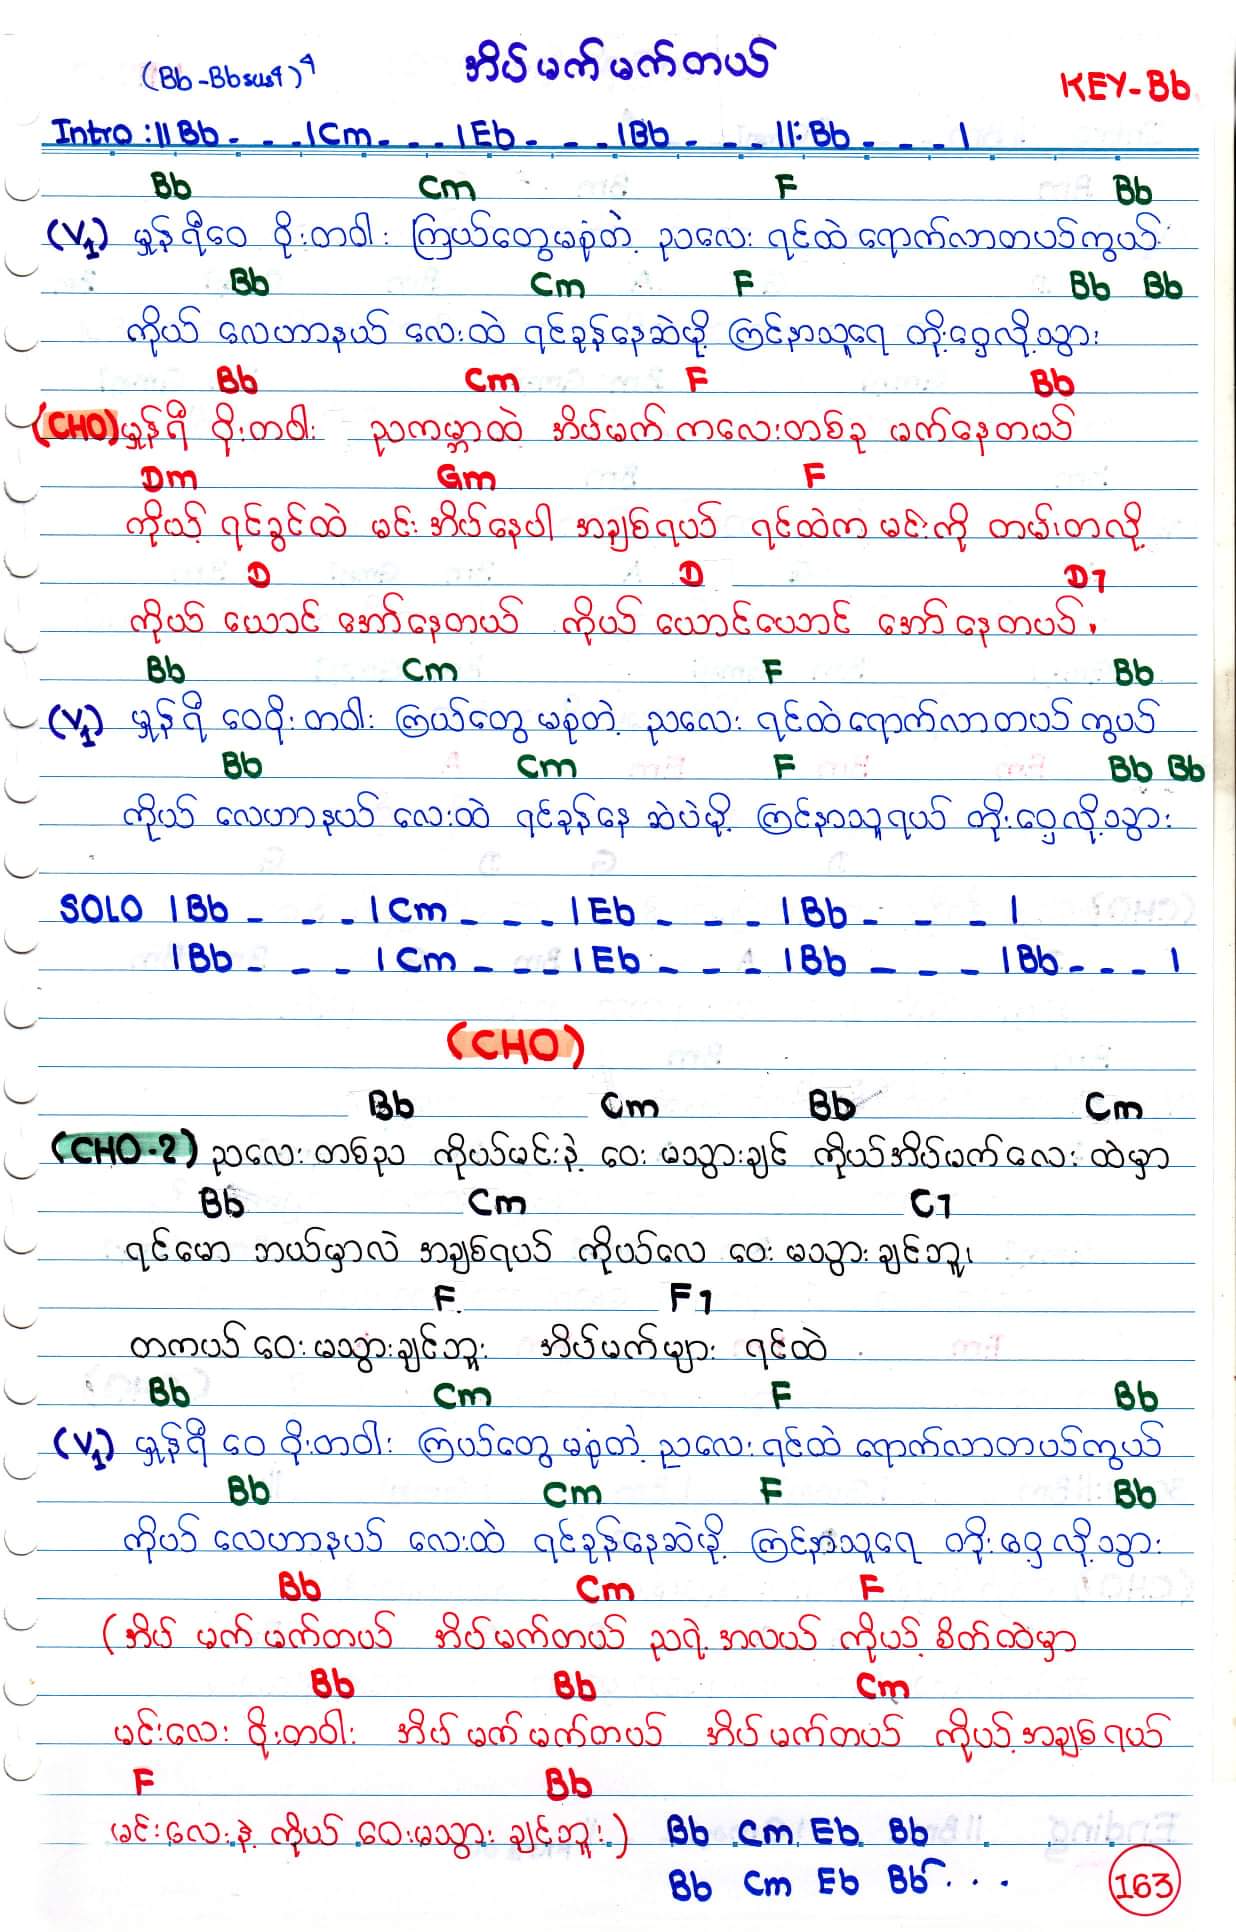 အိပ်မက်မက်တယ်
(Bb-Bbsus4)⁴
KEY-Bb
Intro :|| Bb - - - | Cm - - - | Eb - - - | Bb - - - ||: Bb - - - |
Bb Cm F Bb
(V1) မှုန်ရီဝေ ဝိုးတဝါး ကြယ်တွေမစုံတဲ့ ညလေး ရင်ထဲရောက်လာတယ်ကွယ်
Bb Cm F Bb Bb
ကိုယ် လေဟာနယ် လေးထဲ ရင်ခုန်နေဆဲမို့ ကြင်နာသူရေ တိုးဝှေ့လို့သွား
Bb Cm F Bb
(CHO) မှုန်ရီ ဝိုးတဝါး ညကမ္ဘာထဲ အိပ်မက် ကလေးတစ်ခု မက်နေတယ်
Dm Gm F
ကိုယ့် ရင်ခွင်ထဲ မင်း အိပ်နေပါ အချစ်ရယ် ရင်ထဲက မင်းကို တမ်းတလို့
D D D7
ကိုယ် ယောင် အော်နေတယ် ကိုယ် ယောင်ယောင် အော်နေတယ်.
Bb Cm F Bb
(V1) မှုန်ရီ ဝေဝိုး တဝါး ကြယ်တွေ မစုံတဲ့ ညလေး ရင်ထဲရောက်လာတယ် ကွယ်
Bb Cm F Bb Bb
ကိုယ် လေဟာနယ် လေးထဲ ရင်ခုန်နေ ဆဲပဲမို့ ကြင်နာသူရယ် တိုးဝှေ့လို့သွား
SOLO | Bb - - - | Cm - - - | Eb - - - | Bb - - - |
| Bb - - - | Cm - - - | Eb - - - | Bb - - - | Bb - - - |
(CHO)
Bb Cm Bb Cm
(CHO-2) ညလေး တစ်ည ကိုယ်မင်းနဲ့ ဝေး မသွားချင် ကိုယ်အိပ်မက်လေး ထဲမှာ
Bb Cm C7
ရင်မော ဘယ်မှာလဲ အချစ်ရယ် ကိုယ်လေ ဝေး မသွားချင်ဘူး
F F7
တကယ် ဝေး မသွားချင်ဘူး အိပ်မက်များ ရင်ထဲ
Bb Cm F Bb
(V1) မှုန်ရီ ဝေ ဝိုးတဝါး ကြယ်တွေ မစုံတဲ့ ညလေး ရင်ထဲ ရောက်လာတယ်ကွယ်
Bb Cm F Bb
ကိုယ် လေဟာနယ် လေးထဲ ရင်ခုန်နေဆဲမို့ ကြင်နာသူရေ တိုးဝှေ့ လို့သွား
Bb Cm F
(အိပ် မက် မက်တယ် အိပ်မက်တယ် ညရဲ့ အလယ် ကိုယ့် စိတ်ထဲမှာ
Bb Bb Cm
မင်းလေး ဝိုးတဝါး အိပ် မက် မက်တယ် အိပ် မက်တယ် ကိုယ့် အချစ်ရယ်
F Bb
မင်းလေးနဲ့ ကိုယ် ဝေးမသွား ချင်ဘူး) Bb Cm Eb Bb
Bb Cm Eb Bb . . .
163